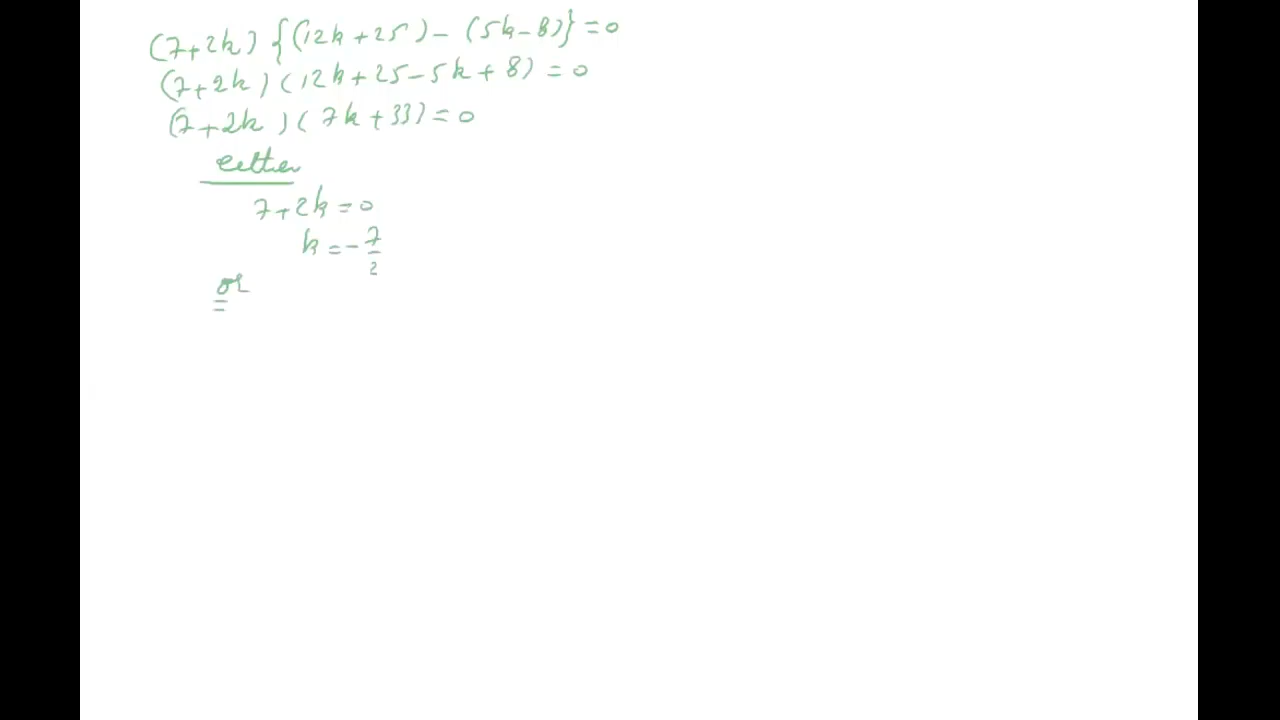 (7+2k) {(12k+25) - (5k-8)} = 0
(7+2k) (12k+25-5k+8) = 0
(7+2k) (7k+33) = 0
either
7+2k = 0
k = -7/2
or